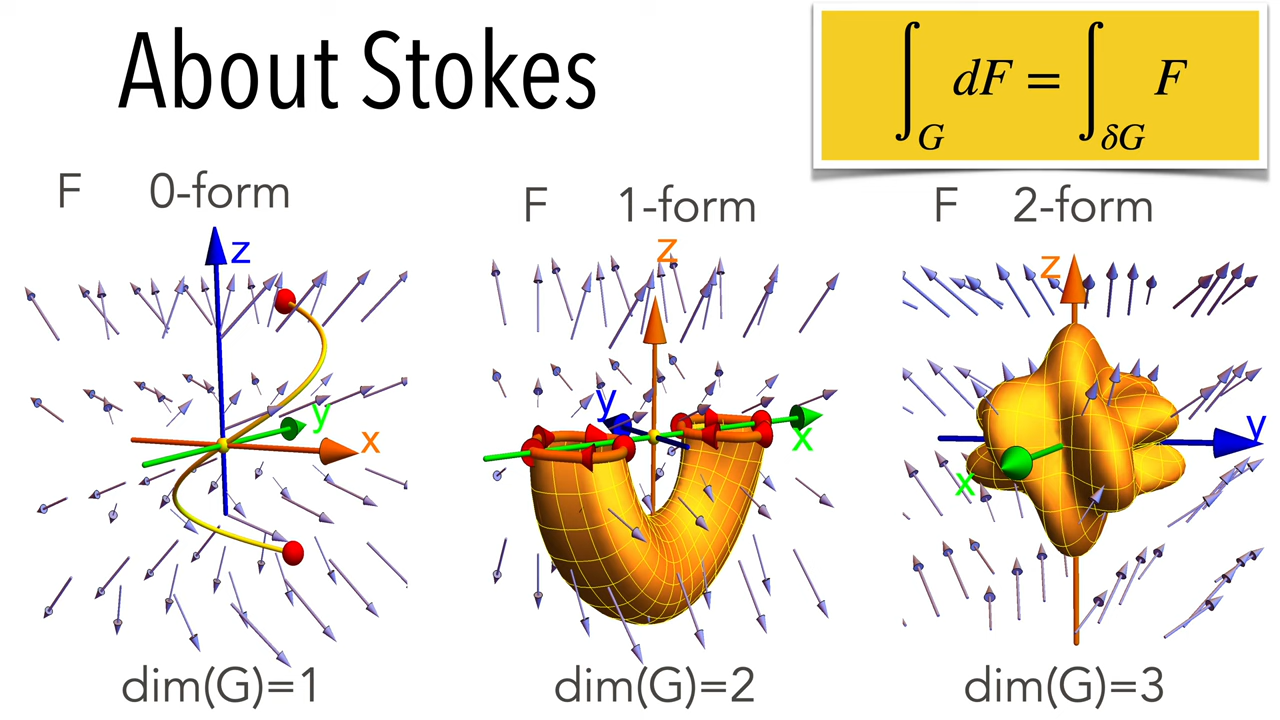 About Stokes
∫_G dF = ∫_δG F
F 0-form
F 1-form
F 2-form
z
y
x
z
y
x
z
y
x
dim(G)=1
dim(G)=2
dim(G)=3